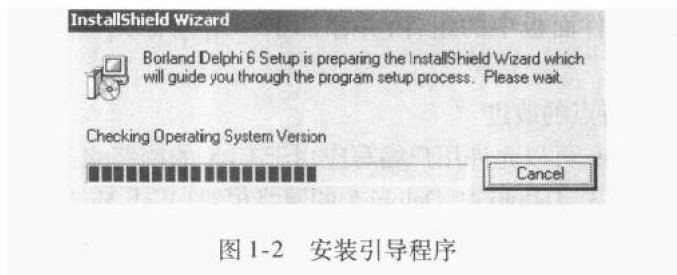 InstallShield Wizard
Borland Delphi 6 Setup is preparing the InstallShield Wizard which
will guide you through the program setup process. Please wait.
Checking Operating System Version
Cancel
图 1-2 安装引导程序